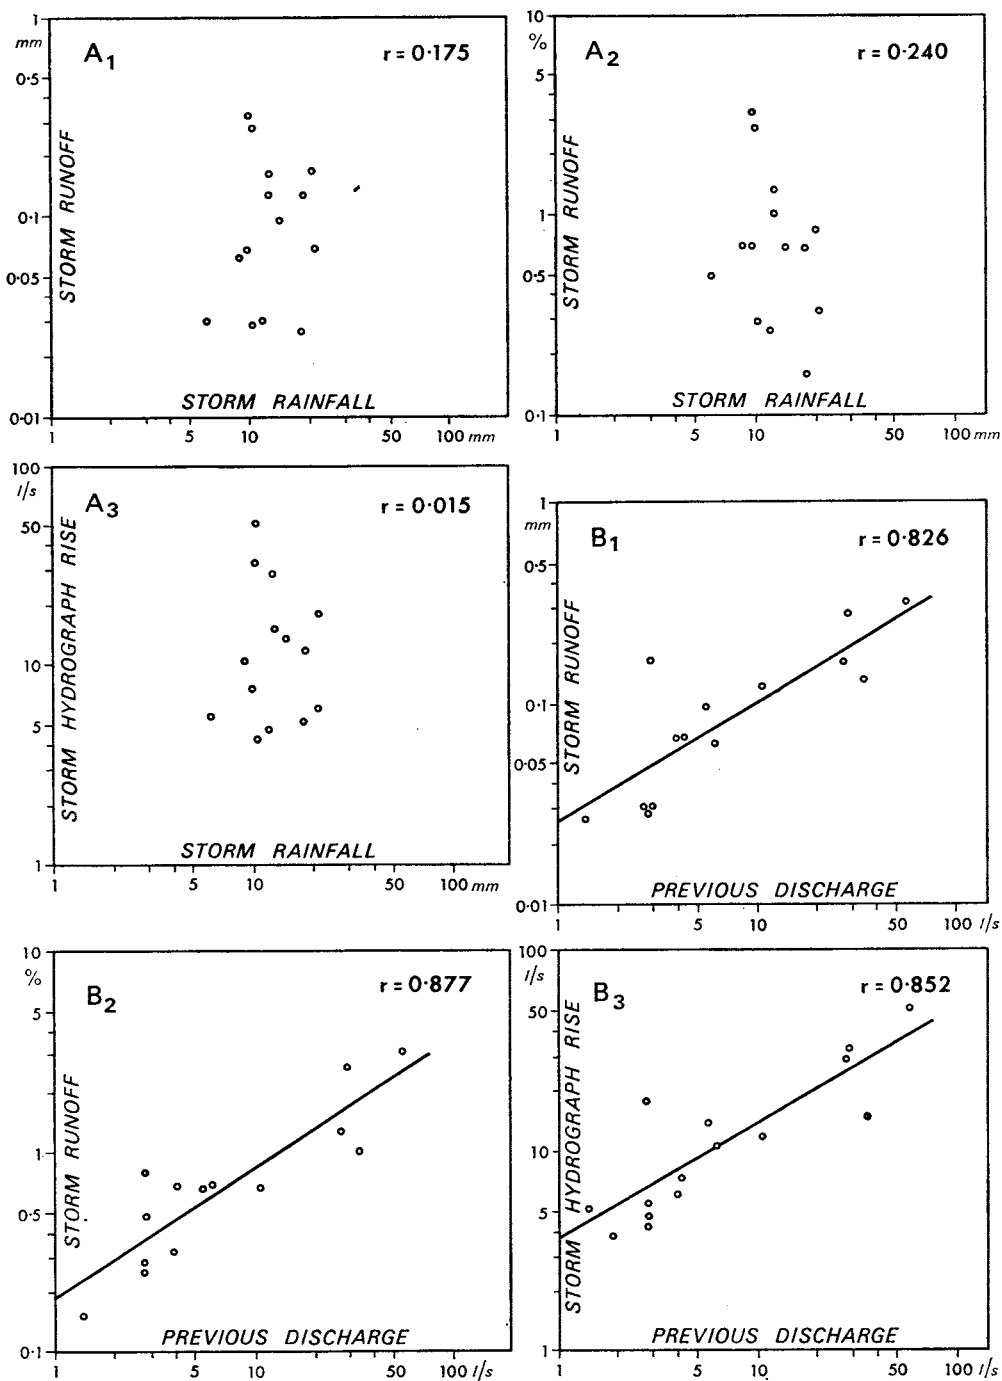 A1
r = 0·175
1
mm
0·5
0·1
0·05
0·01
STORM RUNOFF
STORM RAINFALL
1 5 10 50 100 mm
A2
r = 0·240
10
%
5
1
0·5
0·1
STORM RUNOFF
STORM RAINFALL
1 5 10 50 100 mm
A3
r = 0·015
100
l/s
50
10
5
1
STORM HYDROGRAPH RISE
STORM RAINFALL
1 5 10 50 100 mm
B1
r = 0·826
1
mm
0·5
0·1
0·05
0·01
STORM RUNOFF
PREVIOUS DISCHARGE
1 5 10 50 100 l/s
B2
r = 0·877
10
%
5
1
0·5
0·1
STORM RUNOFF
PREVIOUS DISCHARGE
1 5 10 50 100 l/s
B3
r = 0·852
100
l/s
50
10
5
1
STORM HYDROGRAPH RISE
PREVIOUS DISCHARGE
1 5 10 50 100 l/s